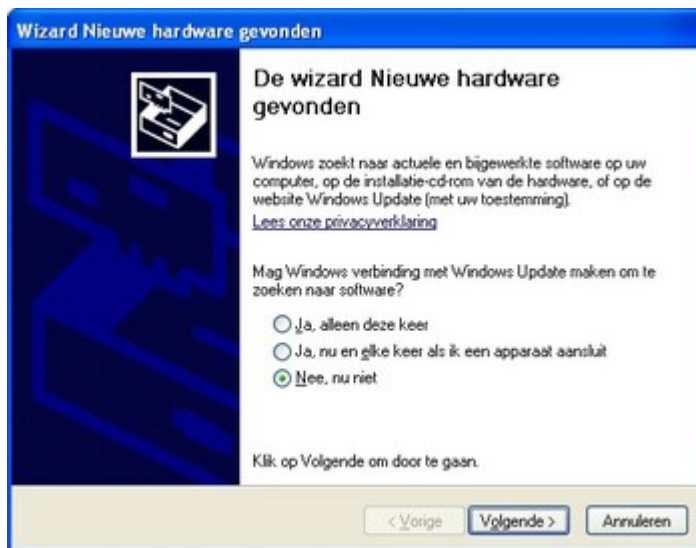 Wizard Nieuwe hardware gevonden
De wizard Nieuwe hardware
gevonden
Windows zoekt naar actuele en bijgewerkte software op uw
computer, op de installatie-cd-rom van de hardware, of op de
website Windows Update (met uw toestemming).
Lees onze privacyverklaring
Mag Windows verbinding met Windows Update maken om te
zoeken naar software?
Ja, alleen deze keer
Ja, nu en elke keer als ik een apparaat aansluit
Nee, nu niet
Klik op Volgende om door te gaan.
< Vorige
Volgende >
Annuleren